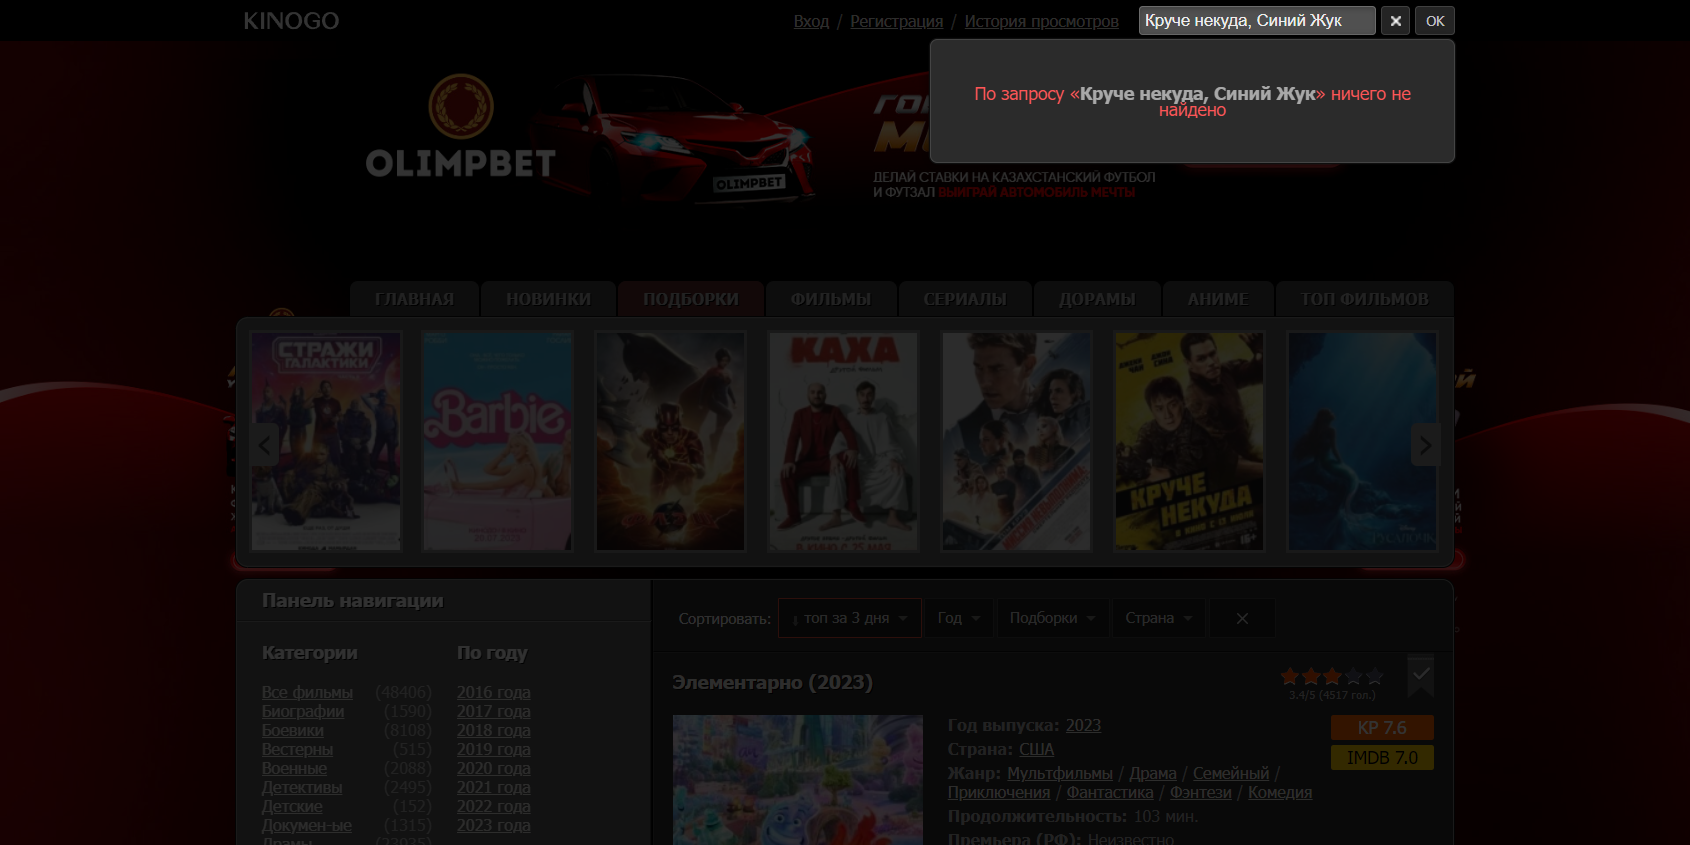 KINOGO
Вход / Регистрация / История просмотров
Круче некуда, Синий Жук
OK
По запросу «Круче некуда, Синий Жук» ничего не
найдено
OLIMPBET
OLIMPBET
ДЕЛАЙ СТАВКИ НА КАЗАХСТАНСКИЙ ФУТБОЛ
И ФУТЗАЛ ВЫИГРАЙ АВТОМОБИЛЬ МЕЧТЫ
ГЛАВНАЯ
НОВИНКИ
ПОДБОРКИ
ФИЛЬМЫ
СЕРИАЛЫ
ДОРАМЫ
АНИМЕ
ТОП ФИЛЬМОВ
СТРАЖИ
ГАЛАКТИКИ
Barbie
КАХА
КРУЧЕ
НЕКУДА
Панель навигации
Категории
Все фильмы (48406)
Биографии (1590)
Боевики (8108)
Вестерны (515)
Военные (2088)
Детективы (2495)
Детские (152)
Докумен-ые (1315)
По году
2016 года
2017 года
2018 года
2019 года
2020 года
2021 года
2022 года
2023 года
Сортировать: ↓ топ за 3 дня
Год
Подборки
Страна
Элементарно (2023)
3.4/5 (4517 гол.)
Год выпуска: 2023
Страна: США
Жанр: Мультфильмы / Драма / Семейный /
Приключения / Фантастика / Фэнтези / Комедия
Продолжительность: 103 мин.
Премьера (РФ): Неизвестно
KP 7.6
IMDB 7.0